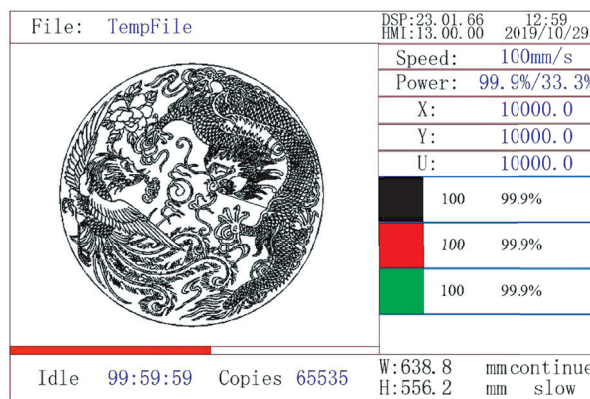 File: TempFile
DSP:23.01.66 12:59
HMI:13.00.00 2019/10/29
Speed: 100mm/s
Power: 99.9%/33.3%
X: 10000.0
Y: 10000.0
U: 10000.0
100 99.9%
100 99.9%
100 99.9%
Idle 99:59:59 Copies 65535
W:638.8 mm continue
H:556.2 mm slow